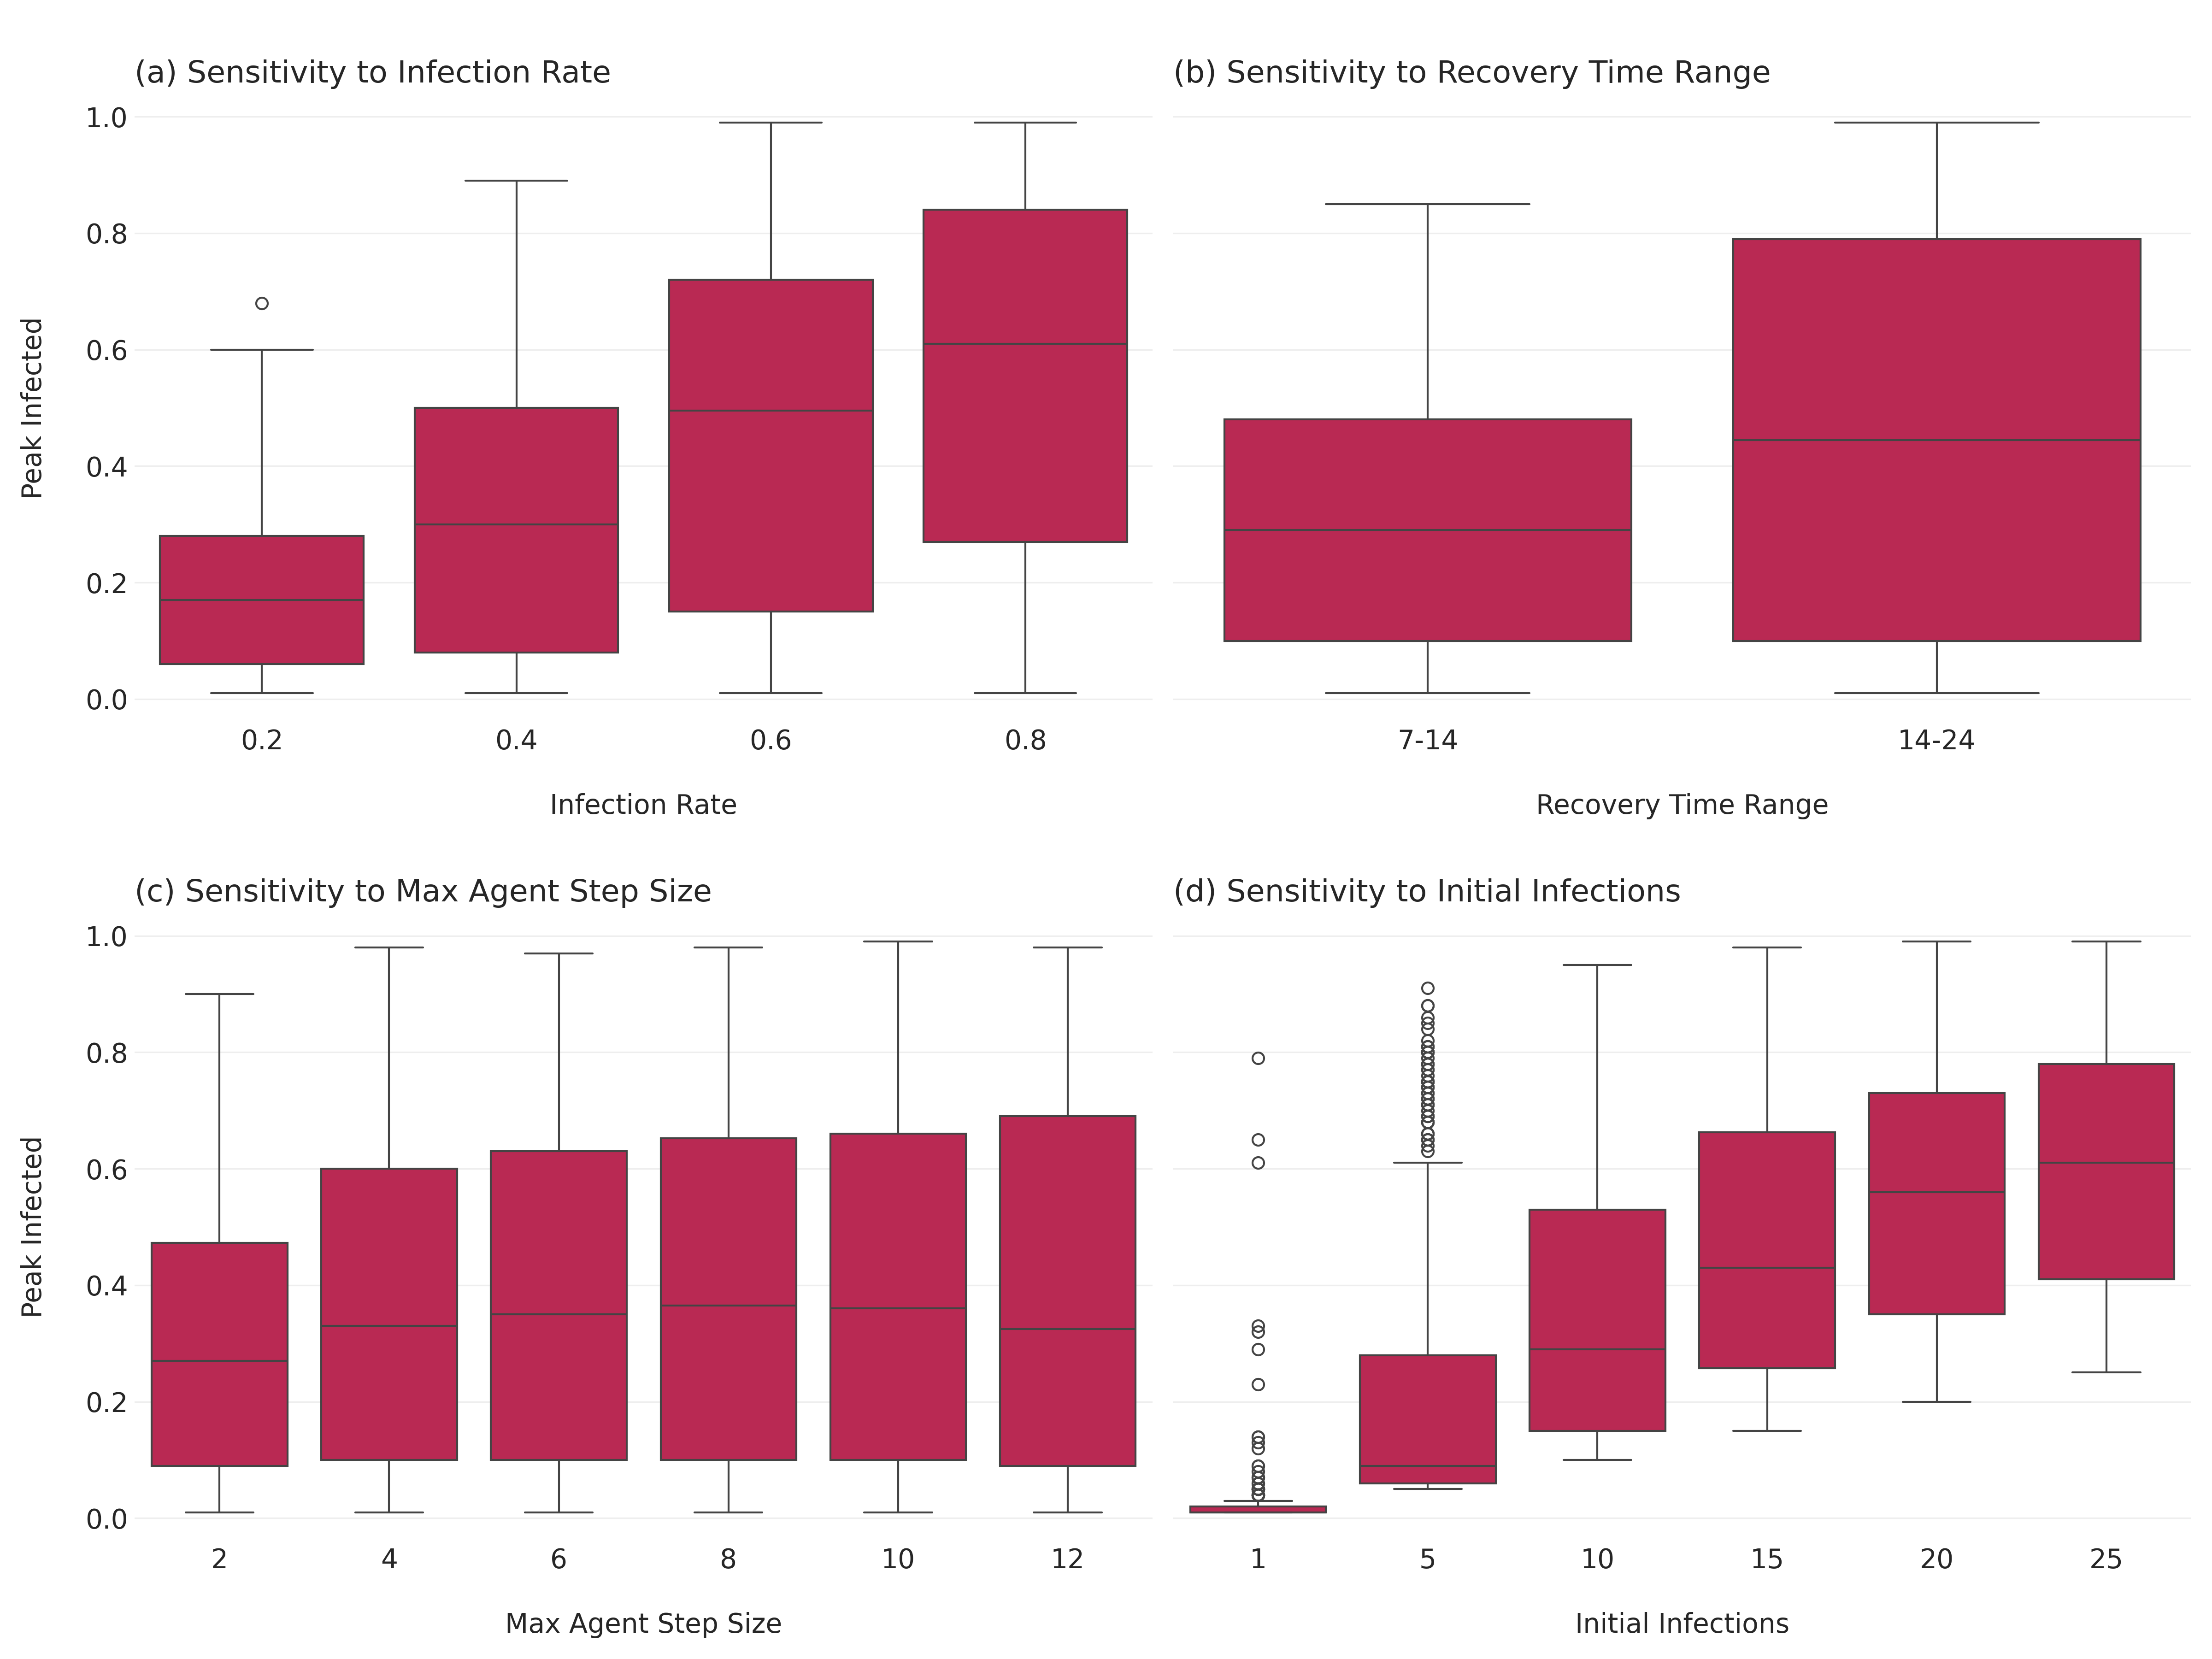 (a) Sensitivity to Infection Rate
Peak Infected
1.0
0.8
0.6
0.4
0.2
0.0
0.2 0.4 0.6 0.8
Infection Rate
(b) Sensitivity to Recovery Time Range
7-14 14-24
Recovery Time Range
(c) Sensitivity to Max Agent Step Size
Peak Infected
1.0
0.8
0.6
0.4
0.2
0.0
2 4 6 8 10 12
Max Agent Step Size
(d) Sensitivity to Initial Infections
1 5 10 15 20 25
Initial Infections